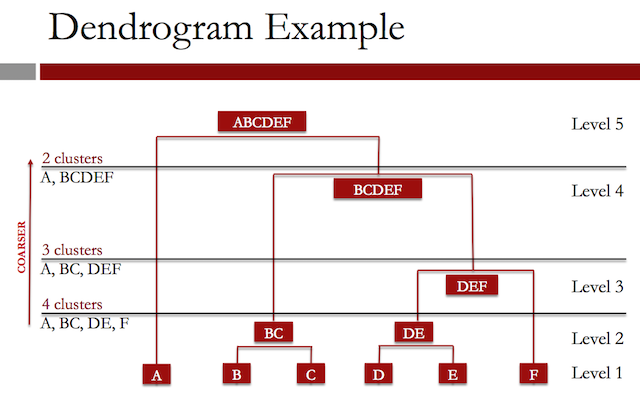 Dendrogram Example
ABCDEF
Level 5
2 clusters
A, BCDEF
BCDEF
Level 4
COARSER
3 clusters
A, BC, DEF
DEF
Level 3
4 clusters
A, BC, DE, F
BC
DE
Level 2
A
B
C
D
E
F
Level 1